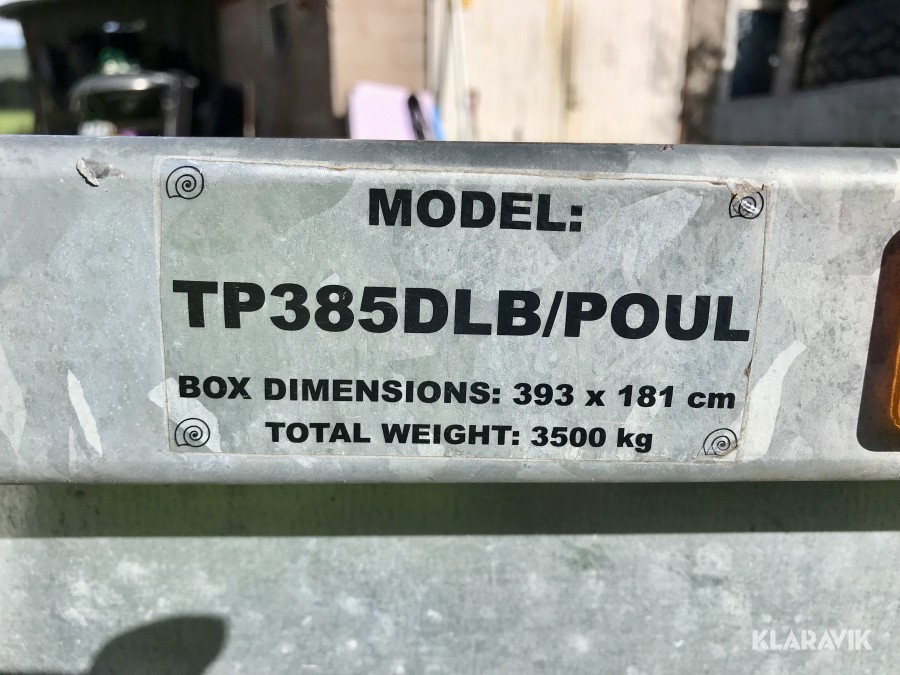 MODEL:
TP385DLB/POUL
BOX DIMENSIONS: 393 x 181 cm
TOTAL WEIGHT: 3500 kg
KLARAVIK